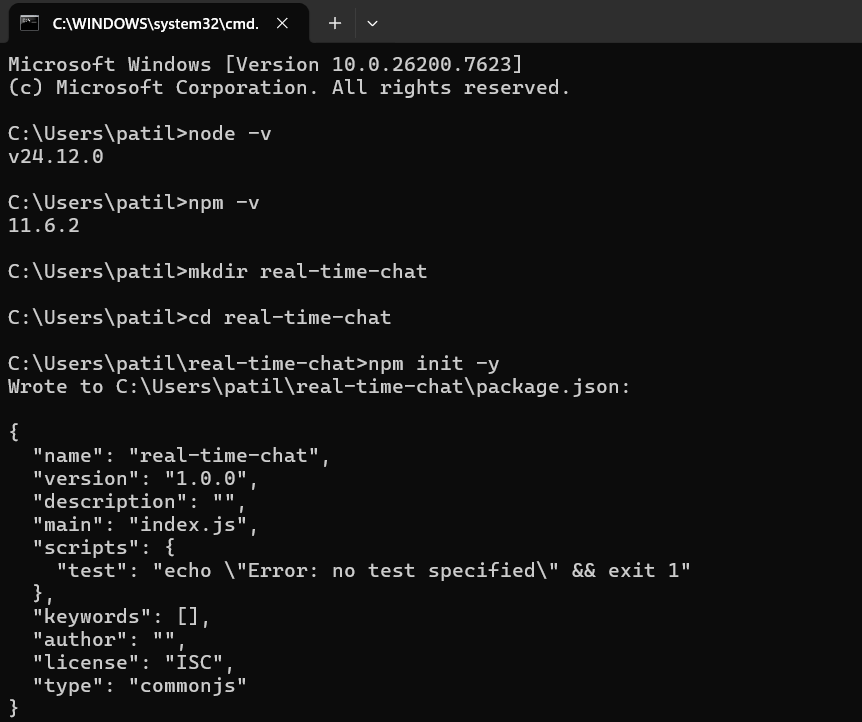 C:\WINDOWS\system32\cmd.
Microsoft Windows [Version 10.0.26200.7623]
(c) Microsoft Corporation. All rights reserved.
C:\Users\patil>node -v
v24.12.0
C:\Users\patil>npm -v
11.6.2
C:\Users\patil>mkdir real-time-chat
C:\Users\patil>cd real-time-chat
C:\Users\patil\real-time-chat>npm init -y
Wrote to C:\Users\patil\real-time-chat\package.json:
{
  "name": "real-time-chat",
  "version": "1.0.0",
  "description": "",
  "main": "index.js",
  "scripts": {
    "test": "echo \"Error: no test specified\" && exit 1"
  },
  "keywords": [],
  "author": "",
  "license": "ISC",
  "type": "commonjs"
}